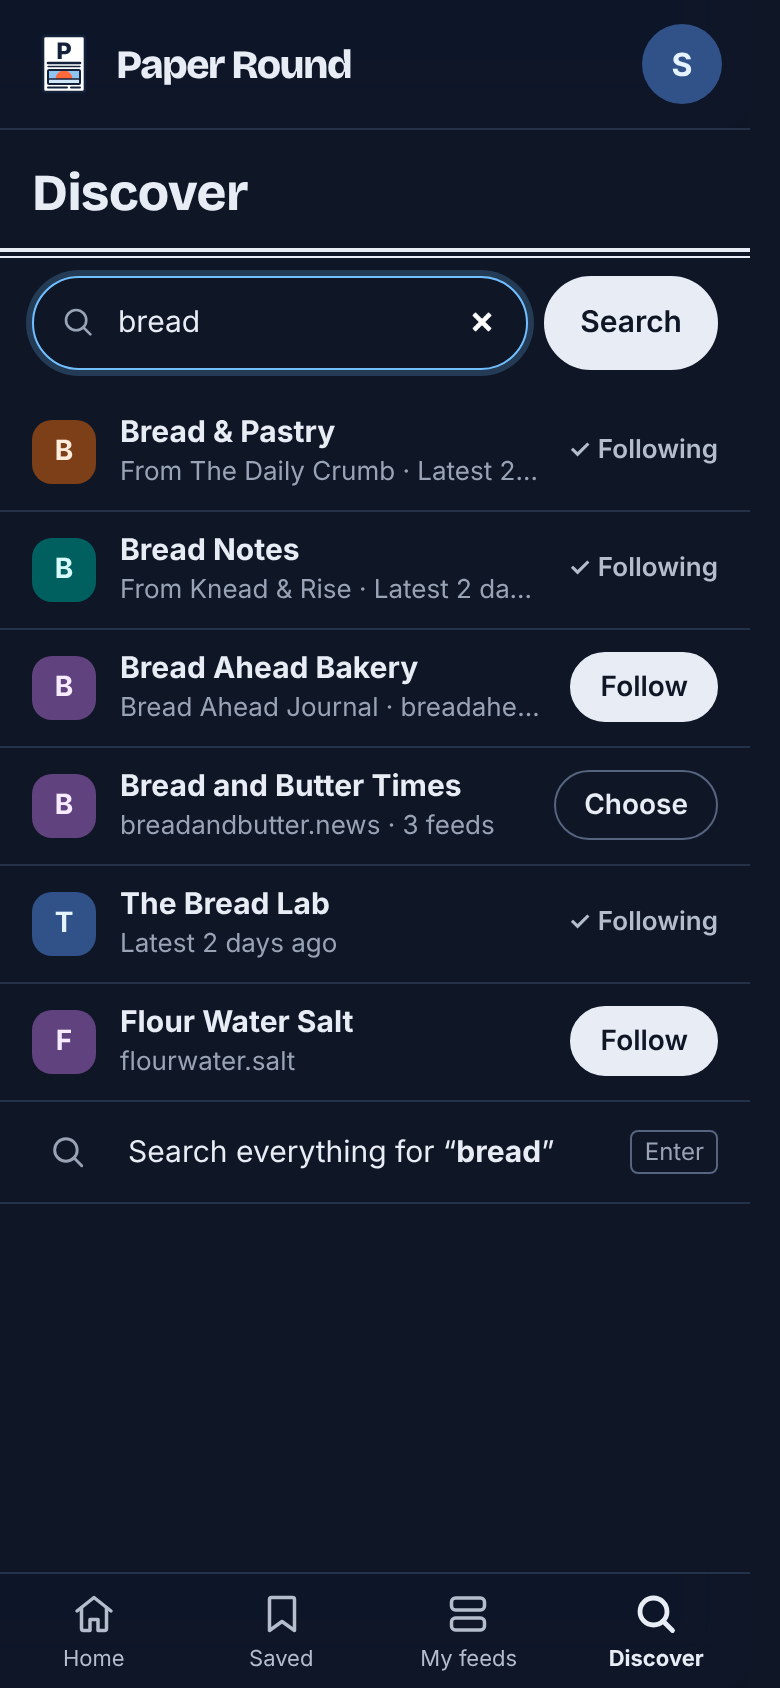 P
Paper Round
S
Discover
bread
Search
B
Bread & Pastry
From The Daily Crumb · Latest 2...
✓ Following
B
Bread Notes
From Knead & Rise · Latest 2 da...
✓ Following
B
Bread Ahead Bakery
Bread Ahead Journal · breadahe...
Follow
B
Bread and Butter Times
breadandbutter.news · 3 feeds
Choose
T
The Bread Lab
Latest 2 days ago
✓ Following
F
Flour Water Salt
flourwater.salt
Follow
Search everything for “bread”
Enter
Home
Saved
My feeds
Discover